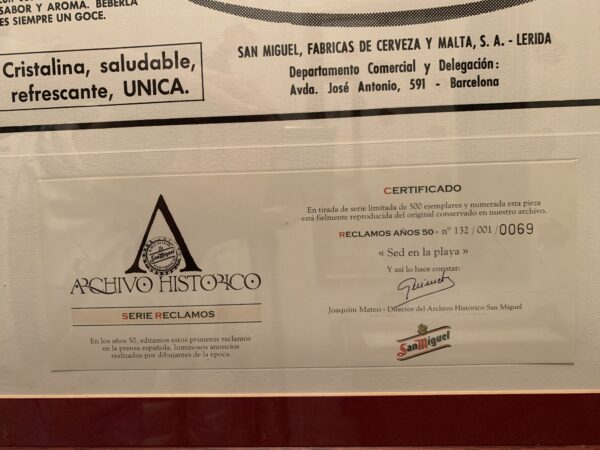 SABOR Y AROMA. BEBERLA
ES SIEMPRE UN GOCE.
Cristalina, saludable,
refrescante, UNICA.
SAN MIGUEL, FABRICAS DE CERVEZA Y MALTA, S. A. - LERIDA
Departamento Comercial y Delegación:
Avda. José Antonio, 591 - Barcelona
A
San Miguel
ARCHIVO HISTÓRICO
SERIE RECLAMOS
En los años 50, editamos estos primeros reclamos
en la prensa española, luminosos anuncios
realizados por dibujantes de la época.
CERTIFICADO
En tirada de serie limitada de 500 ejemplares y numerada esta pieza
está fielmente reproducida del original conservado en nuestro archivo.
RECLAMOS AÑOS 50 - nº 132 / 001 / 0069
« Sed en la playa »
Y así lo hace constar:
Joaquim Mateo - Director del Archivo Histórico San Miguel
San Miguel